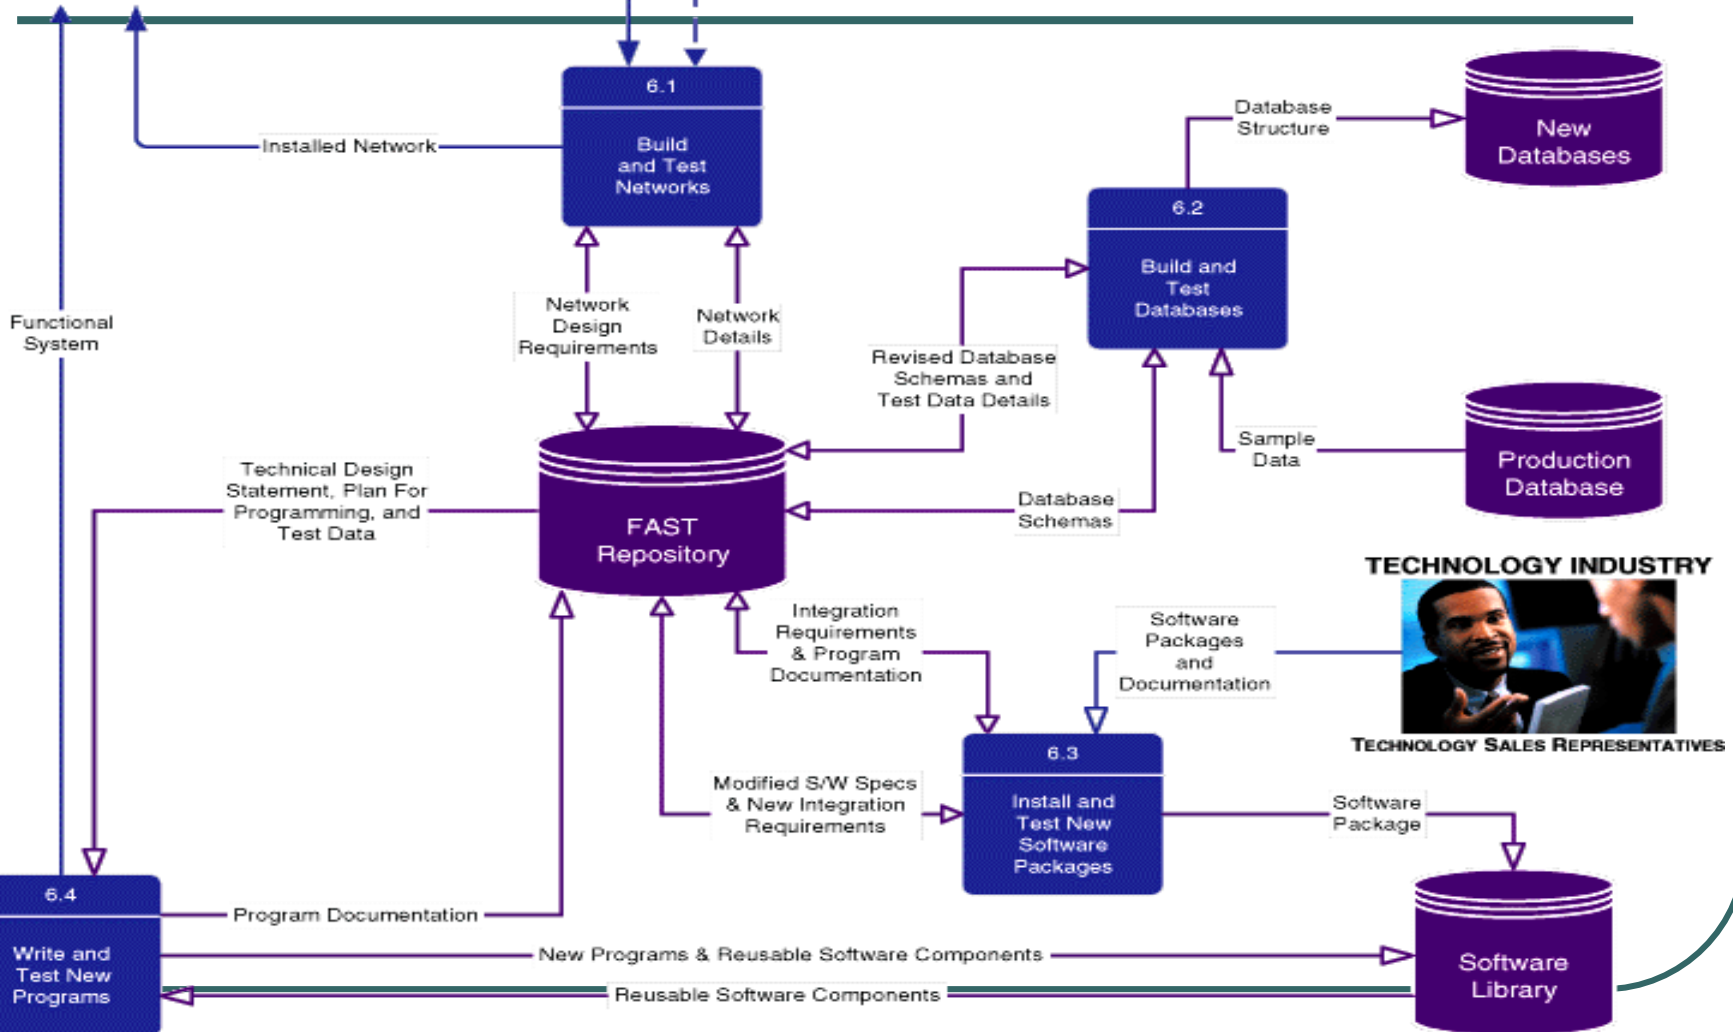 6.1
Build
and Test
Networks
Installed Network
Database
Structure
New
Databases
6.2
Build and
Test
Databases
Functional
System
Network
Design
Requirements
Network
Details
Revised Database
Schemas and
Test Data Details
Sample
Data
Production
Database
Technical Design
Statement, Plan For
Programming, and
Test Data
Database
Schemas
FAST
Repository
TECHNOLOGY INDUSTRY
TECHNOLOGY SALES REPRESENTATIVES
Integration
Requirements
& Program
Documentation
Software
Packages
and
Documentation
6.3
Install and
Test New
Software
Packages
Modified S/W Specs
& New Integration
Requirements
Software
Package
6.4
Write and
Test New
Programs
Program Documentation
New Programs & Reusable Software Components
Reusable Software Components
Software
Library